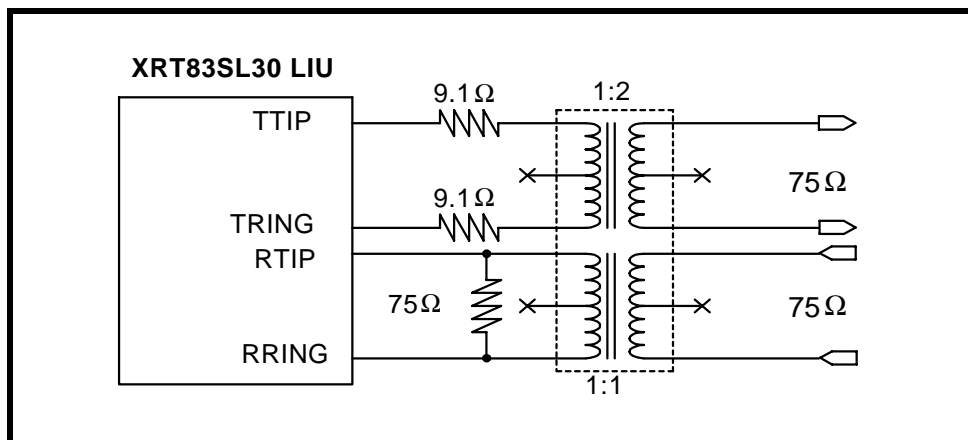 XRT83SL30 LIU
9.1Ω
1:2
TTIP
75Ω
9.1Ω
TRING
RTIP
75Ω
75Ω
RRING
1:1